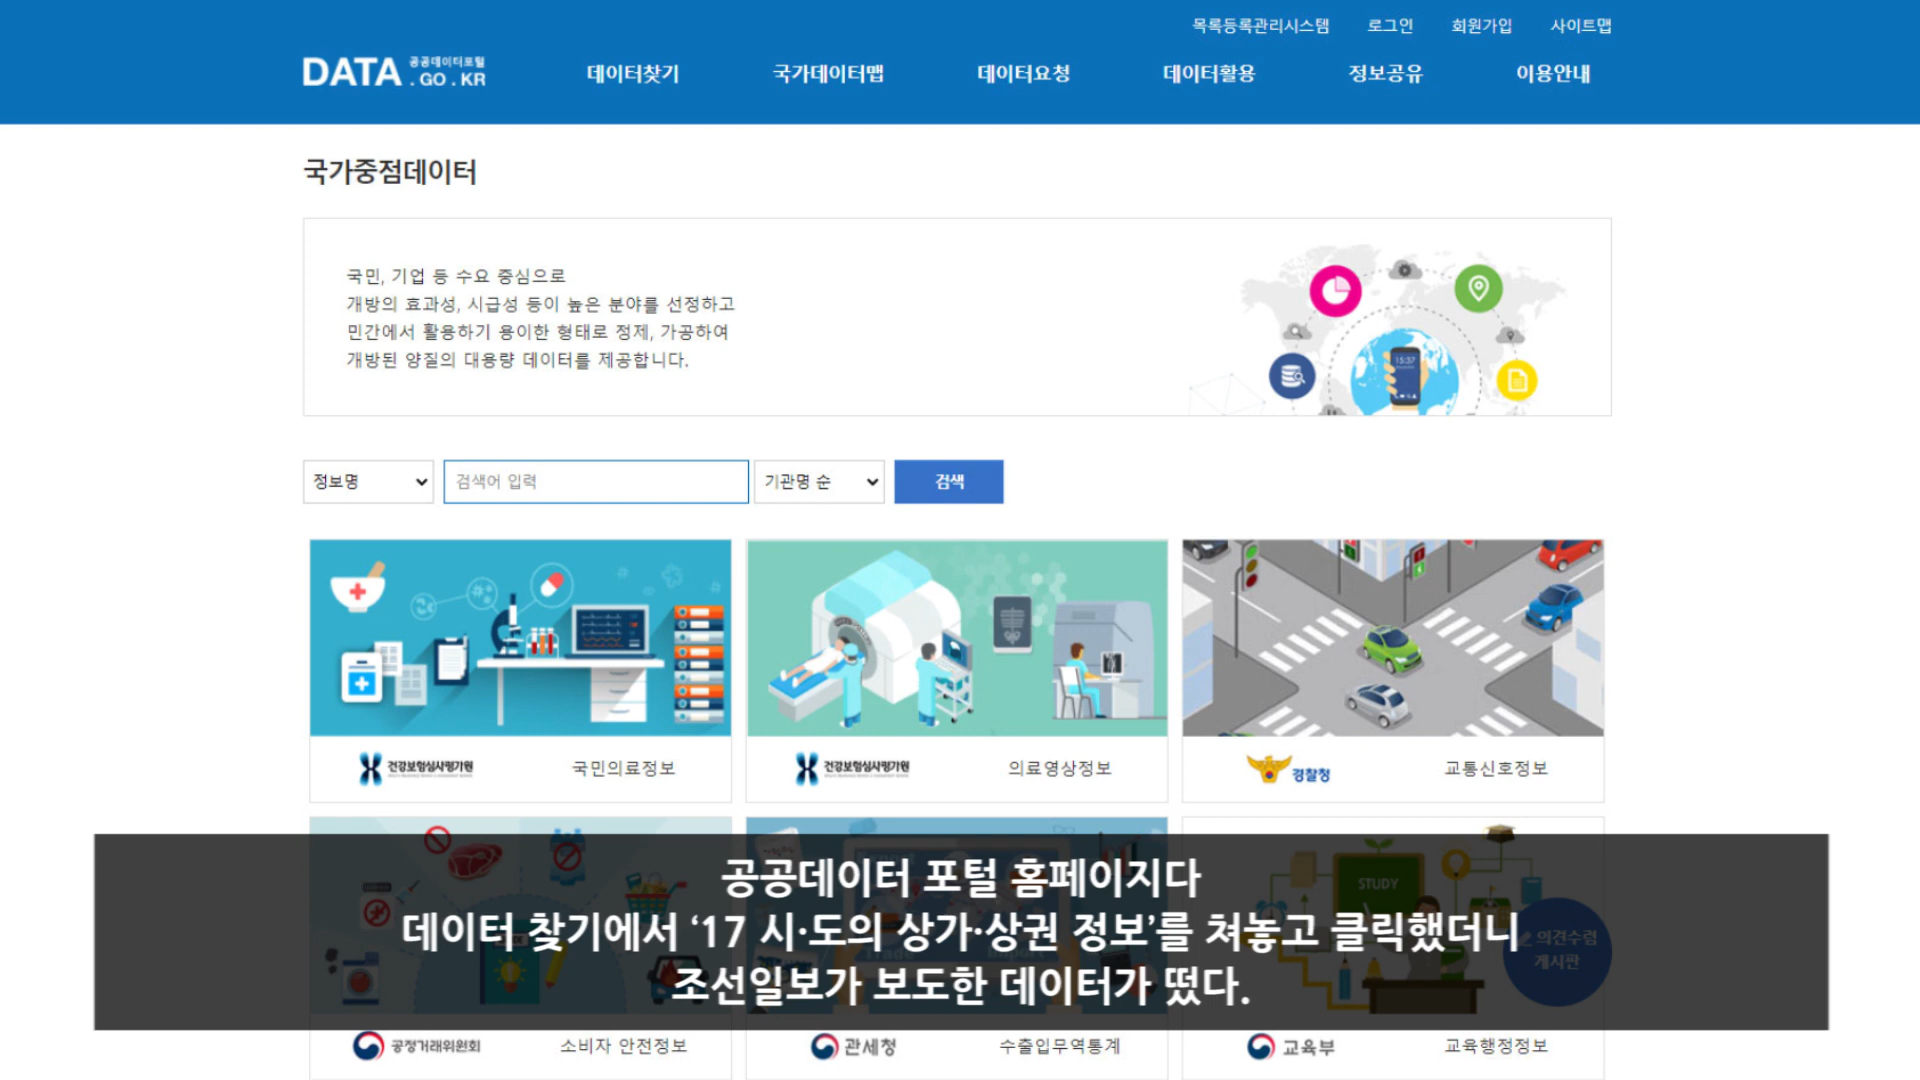 목록등록관리시스템 로그인 회원가입 사이트맵
DATA 공공데이터포털 .GO.KR
데이터찾기 국가데이터맵 데이터요청 데이터활용 정보공유 이용안내
국가중점데이터
국민, 기업 등 수요 중심으로
개방의 효과성, 시급성 등이 높은 분야를 선정하고
민간에서 활용하기 용이한 형태로 정제, 가공하여
개방된 양질의 대용량 데이터를 제공합니다.
15:37
정보명 검색어 입력 기관명 순 검색
건강보험심사평가원 국민의료정보
건강보험심사평가원 의료영상정보
경찰청 교통신호정보
STUDY
의견수렴
게시판
공공데이터 포털 홈페이지다
데이터 찾기에서 ‘17 시·도의 상가·상권 정보’를 쳐놓고 클릭했더니
조선일보가 보도한 데이터가 떴다.
공정거래위원회 소비자 안전정보
관세청 수출입무역통계
교육부 교육행정정보